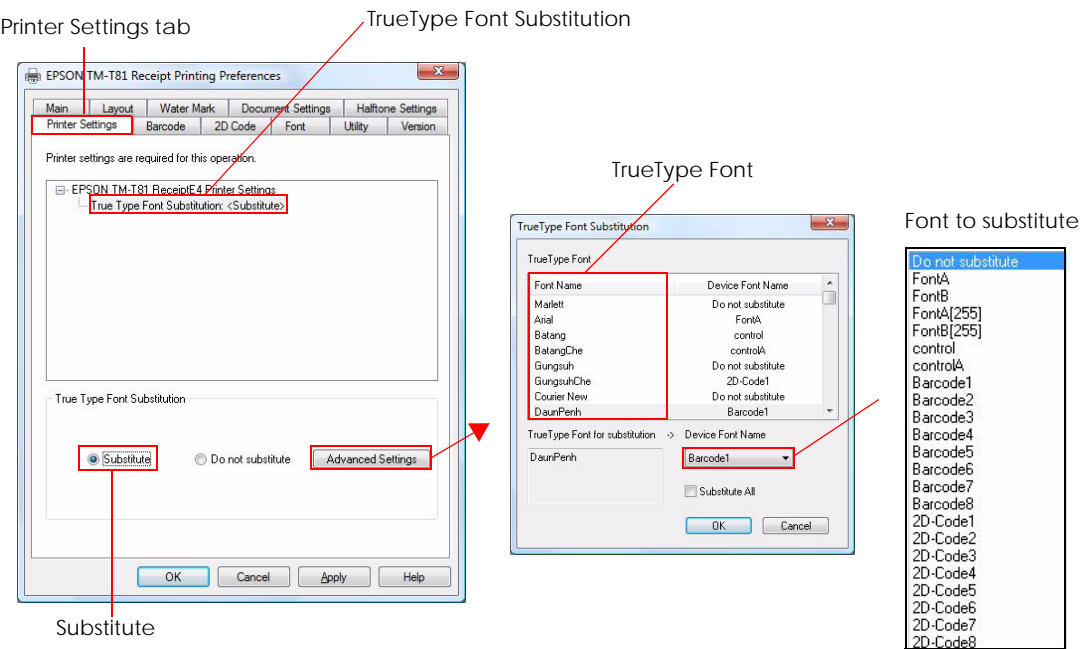 Printer Settings tab
TrueType Font Substitution
EPSON TM-T81 Receipt Printing Preferences
Main Layout Water Mark Document Settings Halftone Settings
Printer Settings Barcode 2D Code Font Utility Version
Printer settings are required for this operation.
EPSON TM-T81 ReceiptE4 Printer Settings
True Type Font Substitution: <Substitute>
True Type Font Substitution
Substitute Do not substitute Advanced Settings
OK Cancel Apply Help
Substitute
TrueType Font
TrueType Font Substitution
TrueType Font
Font Name Device Font Name
Marlett Do not substitute
Arial FontA
Batang control
BatangChe controlA
Gungsuh Do not substitute
GungsuhChe 2D-Code1
Courier New Do not substitute
DaunPenh Barcode1
TrueType Font for substitution -> Device Font Name
DaunPenh Barcode1
Substitute All
OK Cancel
Font to substitute
Do not substitute
FontA
FontB
FontA[255]
FontB[255]
control
controlA
Barcode1
Barcode2
Barcode3
Barcode4
Barcode5
Barcode6
Barcode7
Barcode8
2D-Code1
2D-Code2
2D-Code3
2D-Code4
2D-Code5
2D-Code6
2D-Code7
2D-Code8